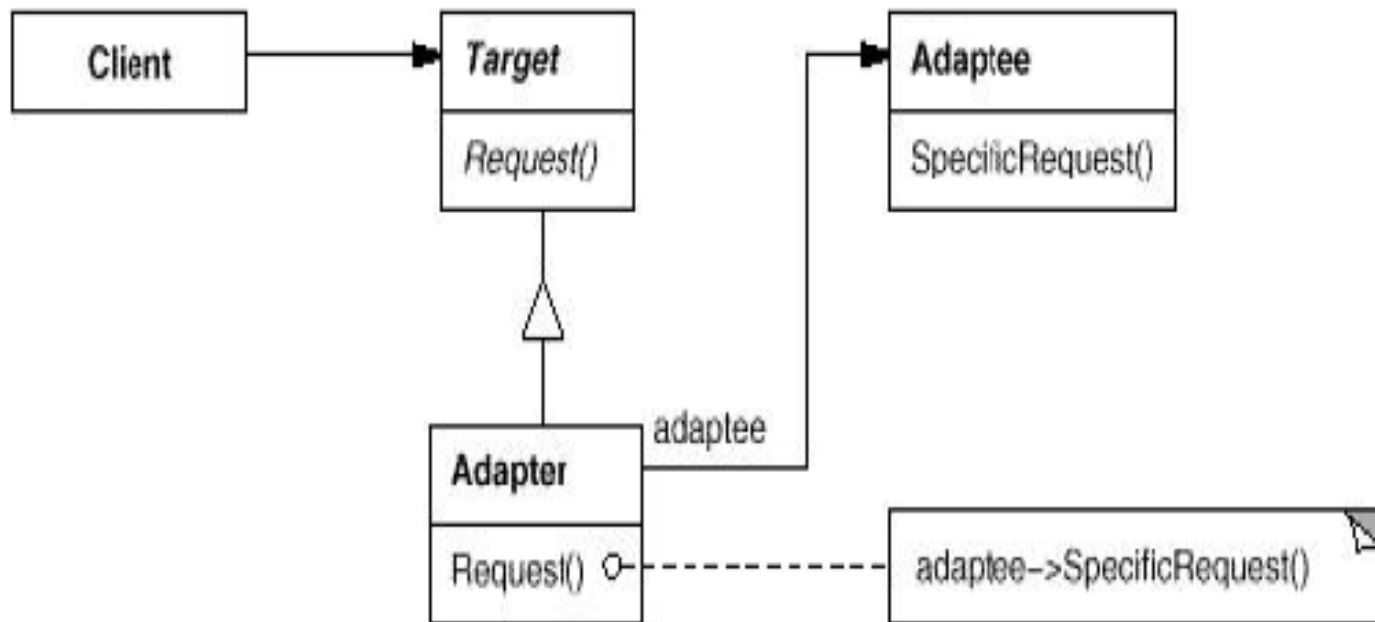 Client
Target
Request()
Adaptee
SpecificRequest()
adaptee
Adapter
Request()
adaptee->SpecificRequest()